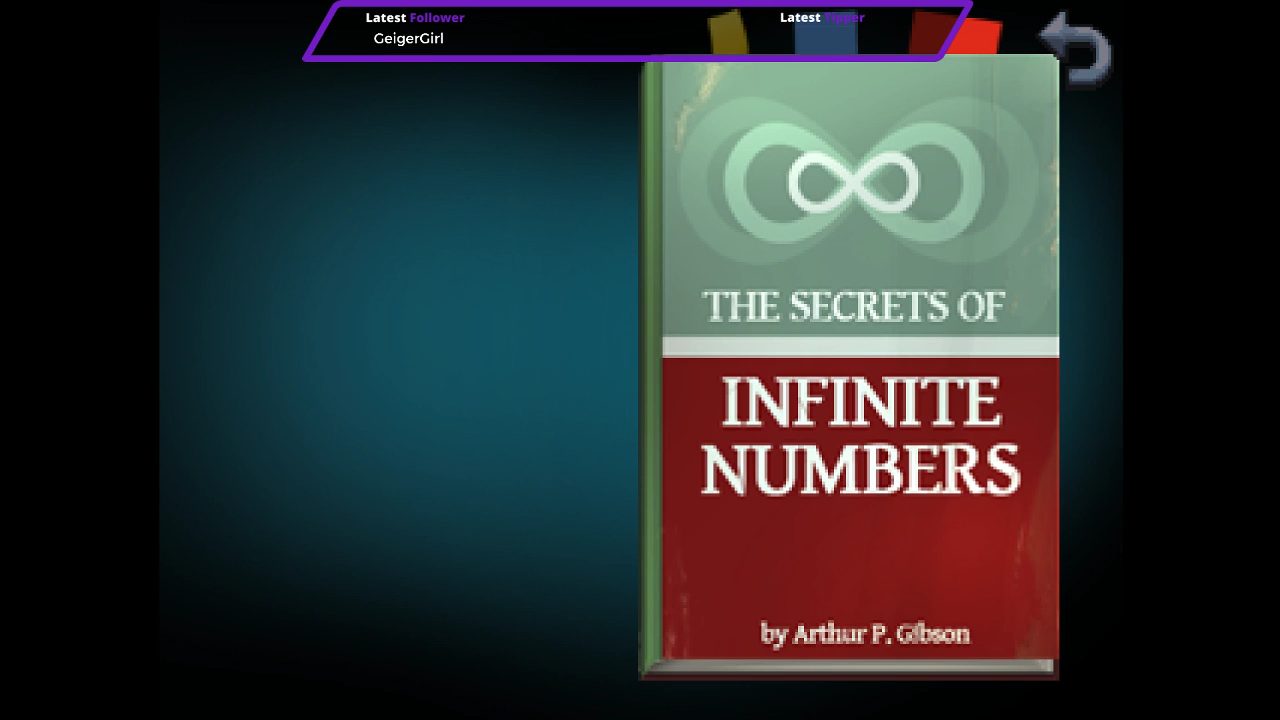 Latest Follower
GeigerGirl
Latest Tipper
THE SECRETS OF
INFINITE
NUMBERS
by Arthur P. Gibson